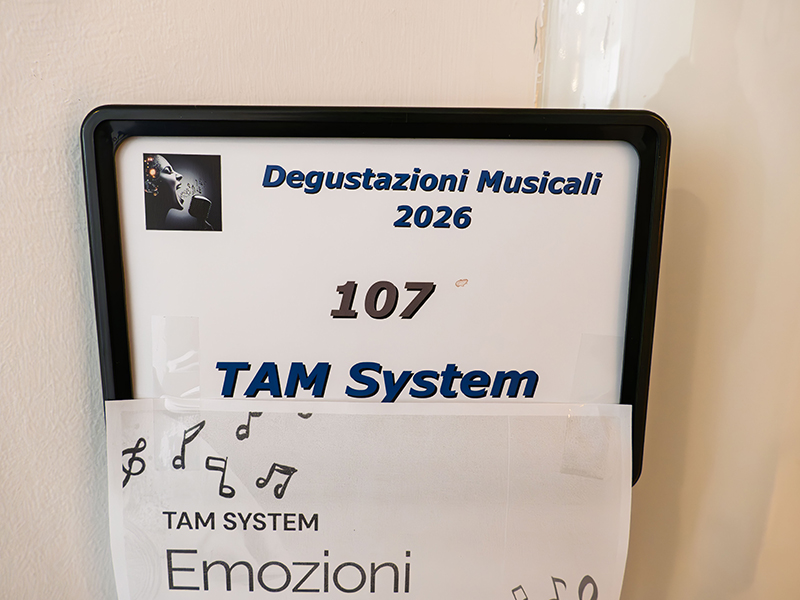 Degustazioni Musicali
2026
107
TAM System
TAM SYSTEM
Emozioni